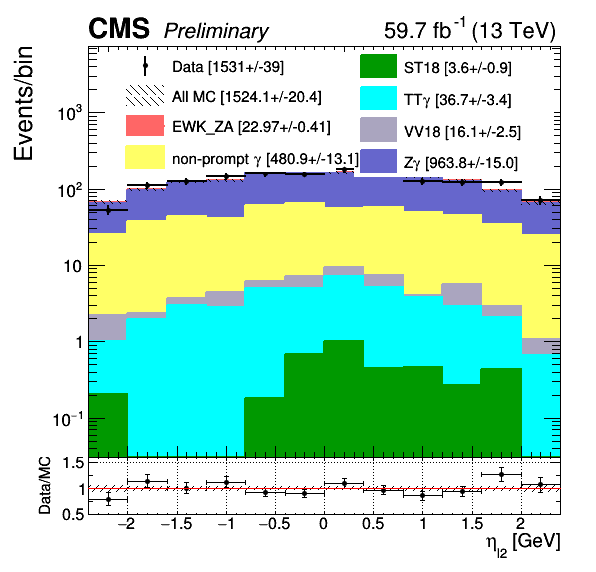 CMS Preliminary 59.7 fb⁻¹ (13 TeV)
Events/bin
Data [1531+/-39]
All MC [1524.1+/-20.4]
EWK_ZA [22.97+/-0.41]
non-prompt γ [480.9+/-13.1]
ST18 [3.6+/-0.9]
TTγ [36.7+/-3.4]
VV18 [16.1+/-2.5]
Zγ [963.8+/-15.0]
10³
10²
10
1
10⁻¹
Data/MC
1.5
1
0.5
−2 −1.5 −1 −0.5 0 0.5 1 1.5 2
η_l2 [GeV]